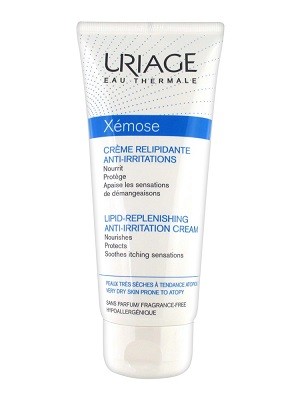 URIAGE
EAU THERMALE
Xémose
CRÈME RELIPIDANTE
ANTI-IRRITATIONS
Nourrit
Protège
Apaise les sensations
de démangeaisons
LIPID-REPLENISHING
ANTI-IRRITATION CREAM
Nourishes
Protects
Soothes itching sensations
PEAUX TRÈS SÈCHES À TENDANCE ATOPIQUE
VERY DRY SKIN PRONE TO ATOPY
SANS PARFUM/ FRAGRANCE-FREE
HYPOALLERGÉNIQUE